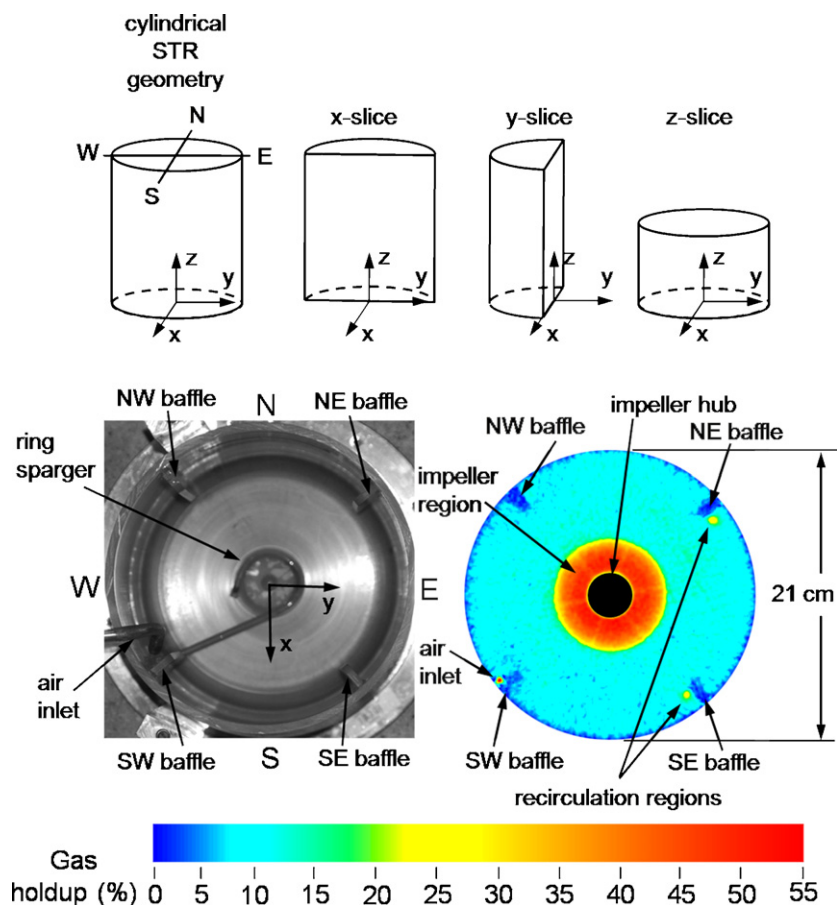 cylindrical
STR
geometry
x-slice
y-slice
z-slice
N
W
E
S
z
y
x
z
y
x
z
y
x
z
y
x
NW baffle
N
NE baffle
ring
sparger
W
E
y
x
air
inlet
SW baffle
S
SE baffle
impeller hub
NW baffle
NE baffle
impeller
region
21 cm
air
inlet
SW baffle
SE baffle
recirculation regions
Gas
holdup (%)
0 5 10 15 20 25 30 35 40 45 50 55